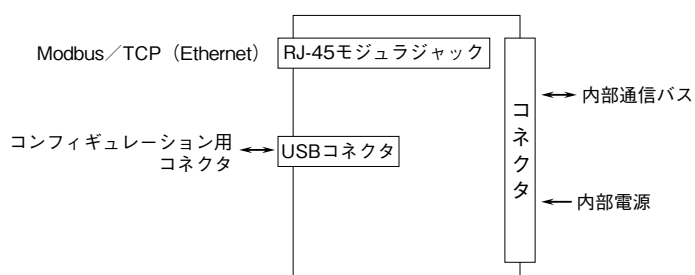 Modbus／TCP（Ethernet）
RJ-45モジュラジャック
コンフィギュレーション用
コネクタ
USBコネクタ
コネクタ
内部通信バス
内部電源